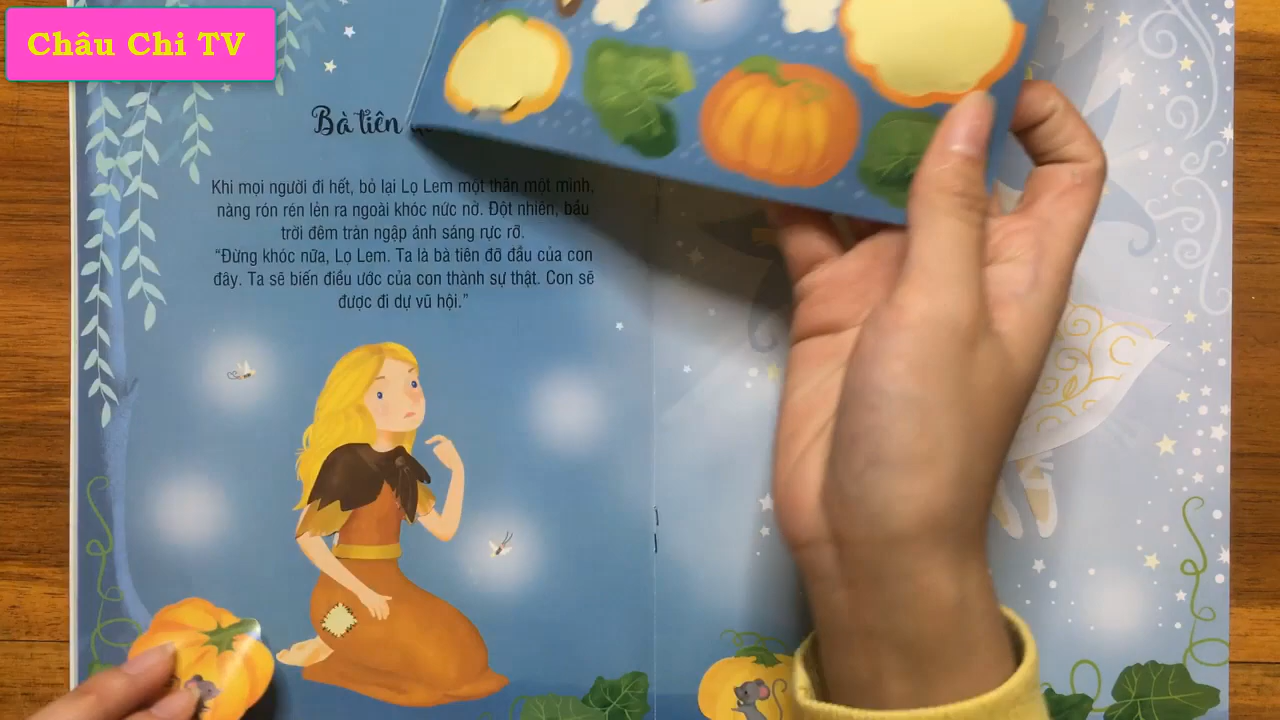 Châu Chi TV
Bà tiên
Khi mọi người đi hết, bỏ lại Lọ Lem một thân một mình,
nàng rón rén lẻn ra ngoài khóc nức nở. Đột nhiên, bầu
trời đêm tràn ngập ánh sáng rực rỡ.
“Đừng khóc nữa, Lọ Lem. Ta là bà tiên đỡ đầu của con
đây. Ta sẽ biến điều ước của con thành sự thật. Con sẽ
được đi dự vũ hội.”